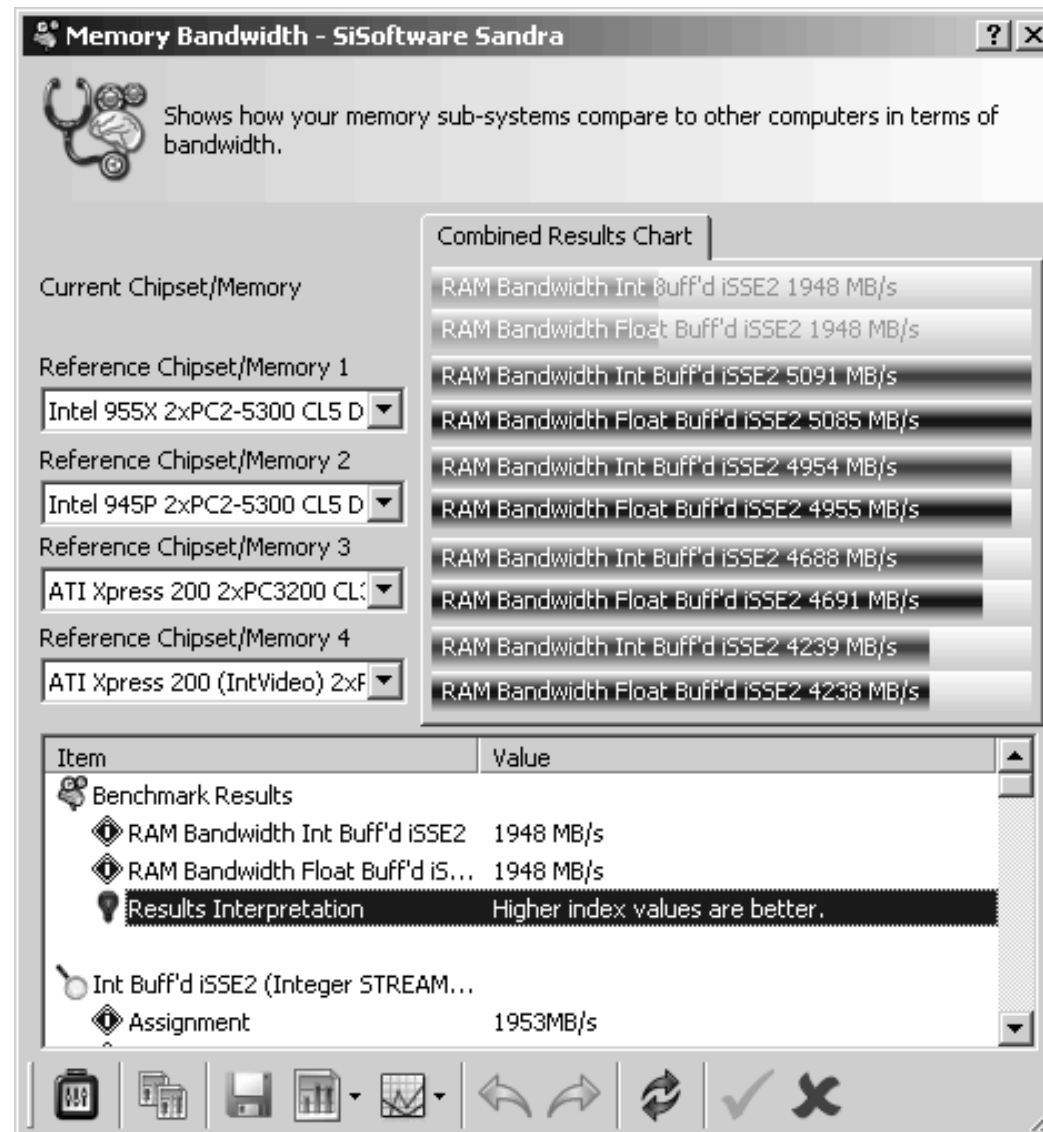 Memory Bandwidth - SiSoftware Sandra
Shows how your memory sub-systems compare to other computers in terms of
bandwidth.
Combined Results Chart
Current Chipset/Memory
RAM Bandwidth Int Buff'd iSSE2 1948 MB/s
RAM Bandwidth Float Buff'd iSSE2 1948 MB/s
Reference Chipset/Memory 1
RAM Bandwidth Int Buff'd iSSE2 5091 MB/s
Intel 955X 2xPC2-5300 CL5 D
RAM Bandwidth Float Buff'd iSSE2 5085 MB/s
Reference Chipset/Memory 2
RAM Bandwidth Int Buff'd iSSE2 4954 MB/s
Intel 945P 2xPC2-5300 CL5 D
RAM Bandwidth Float Buff'd iSSE2 4955 MB/s
Reference Chipset/Memory 3
RAM Bandwidth Int Buff'd iSSE2 4688 MB/s
ATI Xpress 200 2xPC3200 CL
RAM Bandwidth Float Buff'd iSSE2 4691 MB/s
Reference Chipset/Memory 4
RAM Bandwidth Int Buff'd iSSE2 4239 MB/s
ATI Xpress 200 (IntVideo) 2xP
RAM Bandwidth Float Buff'd iSSE2 4238 MB/s
Item Value
Benchmark Results
RAM Bandwidth Int Buff'd iSSE2 1948 MB/s
RAM Bandwidth Float Buff'd iS... 1948 MB/s
Results Interpretation Higher index values are better.
Int Buff'd iSSE2 (Integer STREAM...
Assignment 1953MB/s